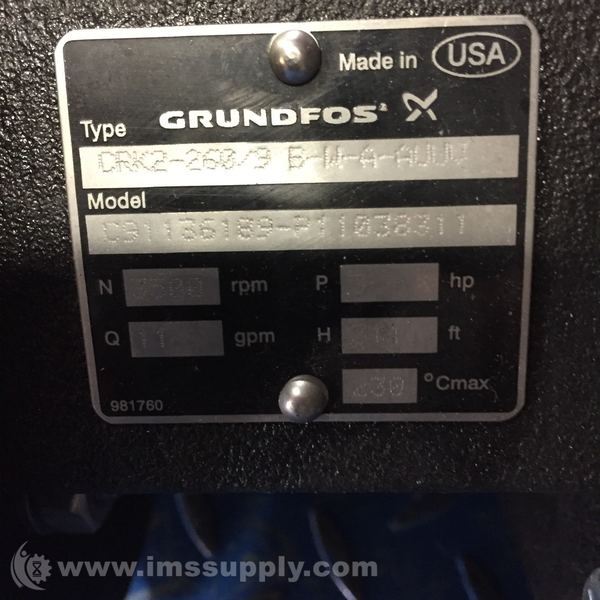 Made in USA
GRUNDFOS
Type
CRK2-260/9 B-W-A-AUUV
Model
C91136189-P11038311
N 3500 rpm P hp
Q 11 gpm H ft
°Cmax
981760
www.imssupply.com